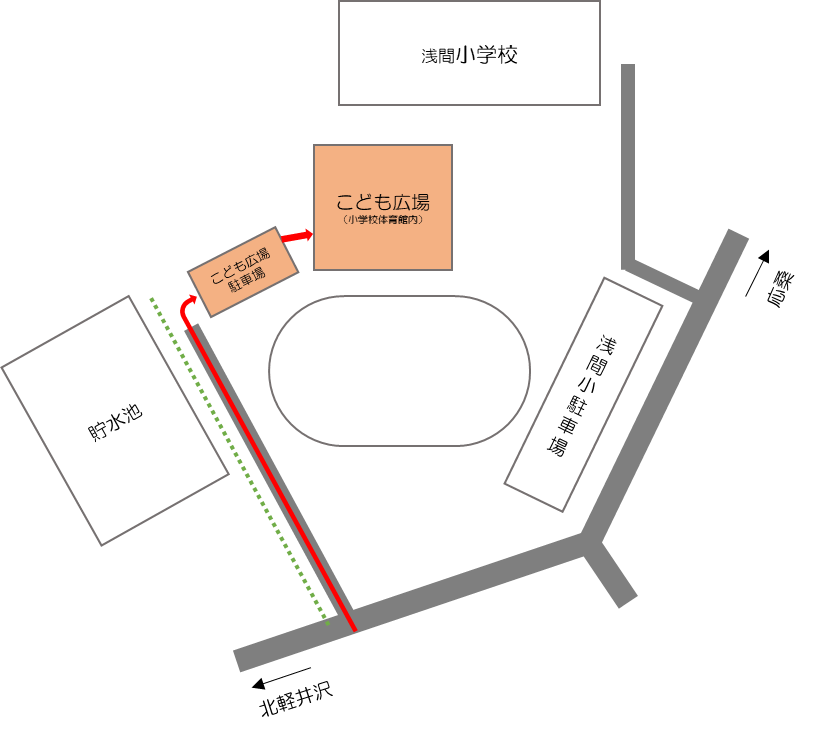 浅間小学校
こども広場
(小学校体育館内)
こども広場
駐車場
応桑
浅間小駐車場
貯水池
北軽井沢